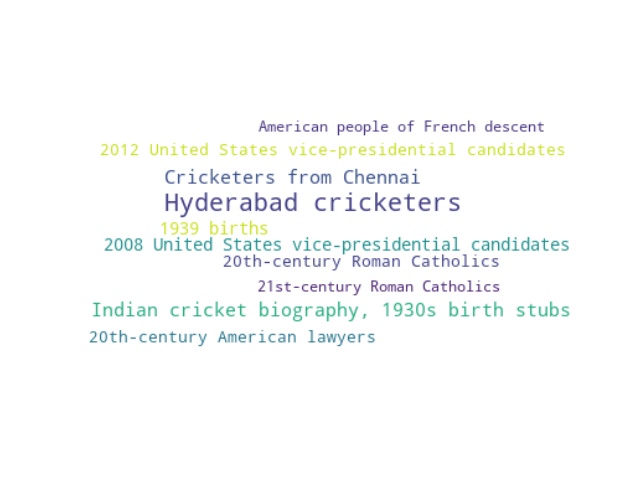 American people of French descent
2012 United States vice-presidential candidates
Cricketers from Chennai
Hyderabad cricketers
1939 births
2008 United States vice-presidential candidates
20th-century Roman Catholics
21st-century Roman Catholics
Indian cricket biography, 1930s birth stubs
20th-century American lawyers